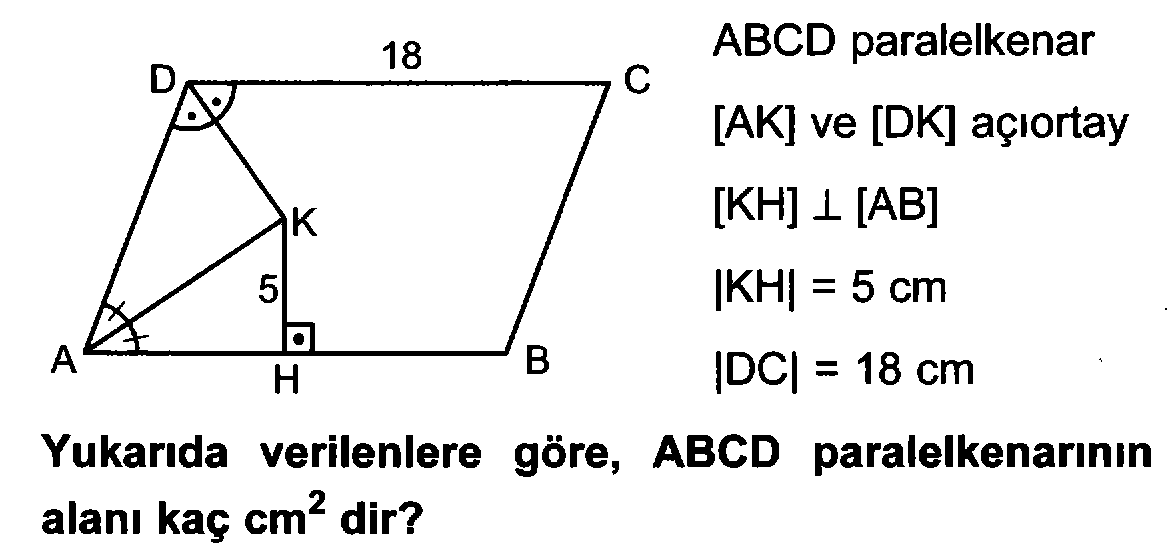 18
D
C
K
5
A
H
B
ABCD paralelkenar
[AK] ve [DK] açıortay
[KH] ⊥ [AB]
|KH| = 5 cm
|DC| = 18 cm
Yukarıda verilenlere göre, ABCD paralelkenarının
alanı kaç cm² dir?